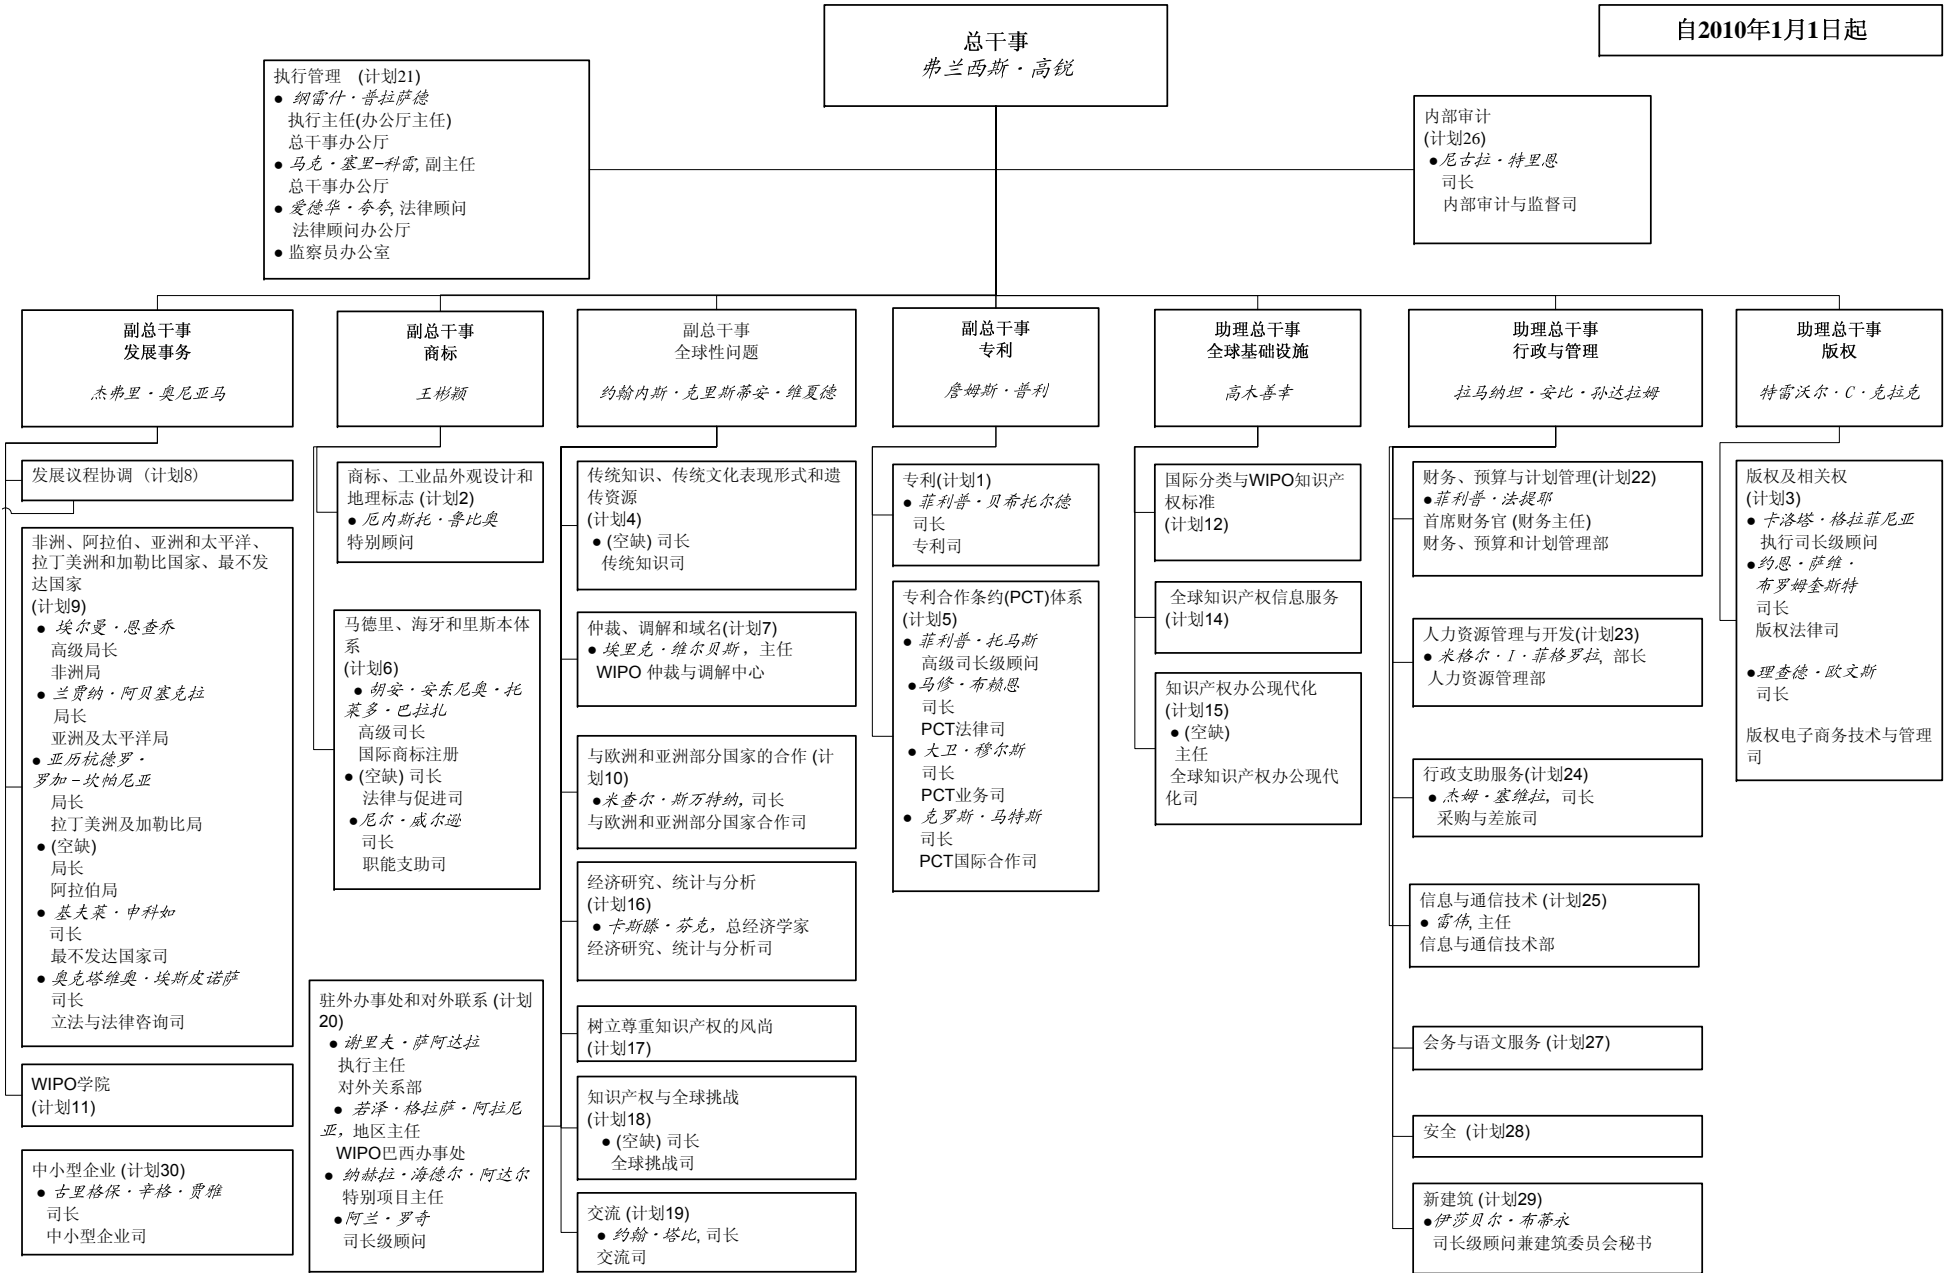 总干事
弗兰西斯·高锐
自2010年1月1日起
执行管理 (计划21)
● 纲雷什·普拉萨德
执行主任(办公厅主任)
总干事办公厅
● 马克·塞里-科雷, 副主任
总干事办公厅
● 爱德华·夸夸, 法律顾问
法律顾问办公厅
● 监察员办公室
内部审计
(计划26)
●尼古拉·特里恩
司长
内部审计与监督司
副总干事
发展事务
杰弗里·奥尼亚马
发展议程协调 (计划8)
非洲、阿拉伯、亚洲和太平洋、
拉丁美洲和加勒比国家、最不发
达国家
(计划9)
● 埃尔曼·恩查乔
高级局长
非洲局
● 兰贾纳·阿贝塞克拉
局长
亚洲及太平洋局
● 亚历杭德罗·
罗加-坎帕尼亚
局长
拉丁美洲及加勒比局
● (空缺)
局长
阿拉伯局
● 基夫莱·申科如
司长
最不发达国家司
● 奥克塔维奥·埃斯皮诺萨
司长
立法与法律咨询司
WIPO学院
(计划11)
中小型企业 (计划30)
● 古里格保·辛格·贾雅
司长
中小型企业司
副总干事
商标
王彬颖
商标、工业品外观设计和
地理标志 (计划2)
● 厄内斯托·鲁比奥
特别顾问
马德里、海牙和里斯本体
系
(计划6)
● 胡安·安东尼奥·托
莱多·巴拉扎
高级司长
国际商标注册
● (空缺) 司长
法律与促进司
●尼尔·威尔逊
司长
职能支助司
驻外办事处和对外联系 (计划
20)
● 谢里夫·萨阿达拉
执行主任
对外关系部
● 若泽·格拉萨·阿拉尼
亚, 地区主任
WIPO巴西办事处
● 纳赫拉·海德尔·阿达尔
特别项目主任
●阿兰·罗奇
司长级顾问
副总干事
全球性问题
约翰内斯·克里斯蒂安·维夏德
传统知识、传统文化表现形式和遗
传资源
(计划4)
● (空缺) 司长
传统知识司
仲裁、调解和域名(计划7)
● 埃里克·维尔贝斯, 主任
WIPO 仲裁与调解中心
与欧洲和亚洲部分国家的合作 (计
划10)
●米查尔·斯万特纳, 司长
与欧洲和亚洲部分国家合作司
经济研究、统计与分析
(计划16)
● 卡斯滕·芬克, 总经济学家
经济研究、统计与分析司
树立尊重知识产权的风尚
(计划17)
知识产权与全球挑战
(计划18)
● (空缺) 司长
全球挑战司
交流 (计划19)
● 约翰·塔比, 司长
交流司
副总干事
专利
詹姆斯·普利
专利(计划1)
● 菲利普·贝希托尔德
司长
专利司
专利合作条约(PCT)体系
(计划5)
● 菲利普·托马斯
高级司长级顾问
●马修·布赖恩
司长
PCT法律司
● 大卫·穆尔斯
司长
PCT业务司
● 克罗斯·马特斯
司长
PCT国际合作司
助理总干事
全球基础设施
高木善幸
国际分类与WIPO知识产
权标准
(计划12)
全球知识产权信息服务
(计划14)
知识产权办公现代化
(计划15)
● (空缺)
主任
全球知识产权办公现代
化司
助理总干事
行政与管理
拉马纳坦·安比·孙达拉姆
财务、预算与计划管理(计划22)
●菲利普·法提耶
首席财务官 (财务主任)
财务、预算和计划管理部
人力资源管理与开发(计划23)
● 米格尔·I·菲格罗拉, 部长
人力资源管理部
行政支助服务(计划24)
● 杰姆·塞维拉, 司长
采购与差旅司
信息与通信技术 (计划25)
● 雷伟, 主任
信息与通信技术部
会务与语文服务 (计划27)
安全 (计划28)
新建筑 (计划29)
●伊莎贝尔·布蒂永
司长级顾问兼建筑委员会秘书
助理总干事
版权
特雷沃尔·C·克拉克
版权及相关权
(计划3)
● 卡洛塔·格拉菲尼亚
执行司长级顾问
●约恩·萨维·
布罗姆奎斯特
司长
版权法律司
●理查德·欧文斯
司长
版权电子商务技术与管理
司